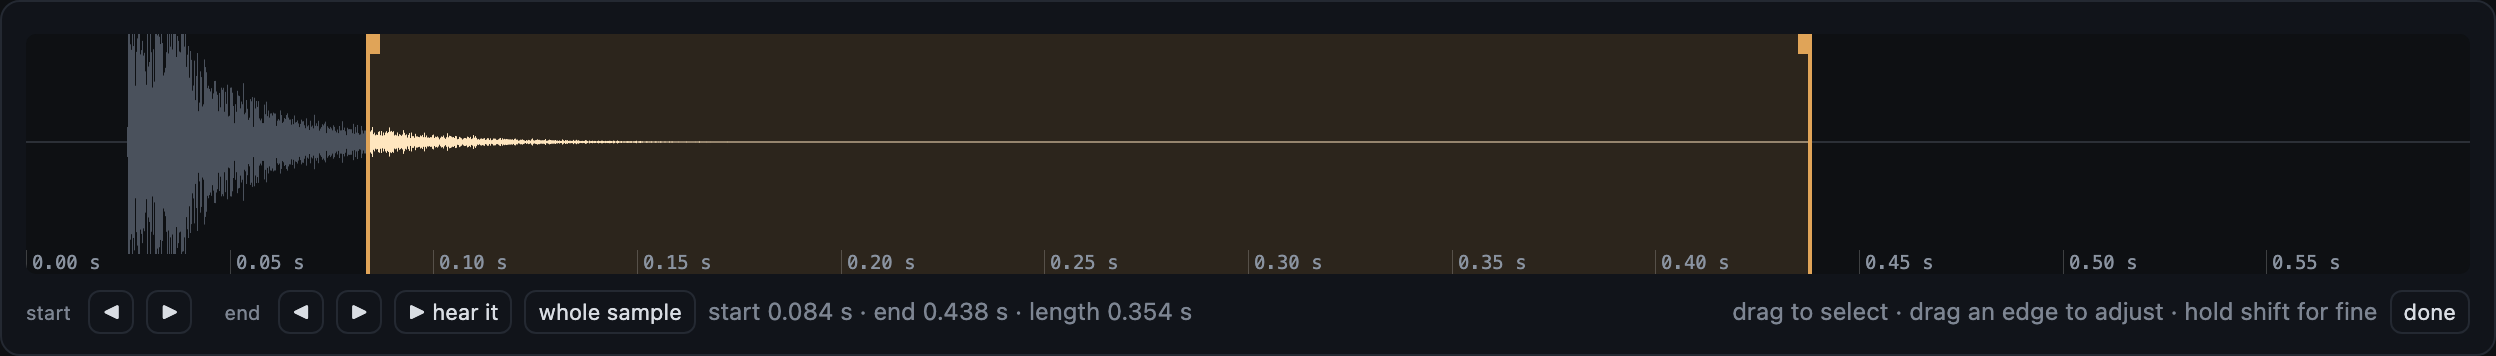 0.00 s 0.05 s 0.10 s 0.15 s 0.20 s 0.25 s 0.30 s 0.35 s 0.40 s 0.45 s 0.50 s 0.55 s
start ◀ ▶ end ◀ ▶ ▶ hear it whole sample start 0.084 s · end 0.438 s · length 0.354 s drag to select · drag an edge to adjust · hold shift for fine done